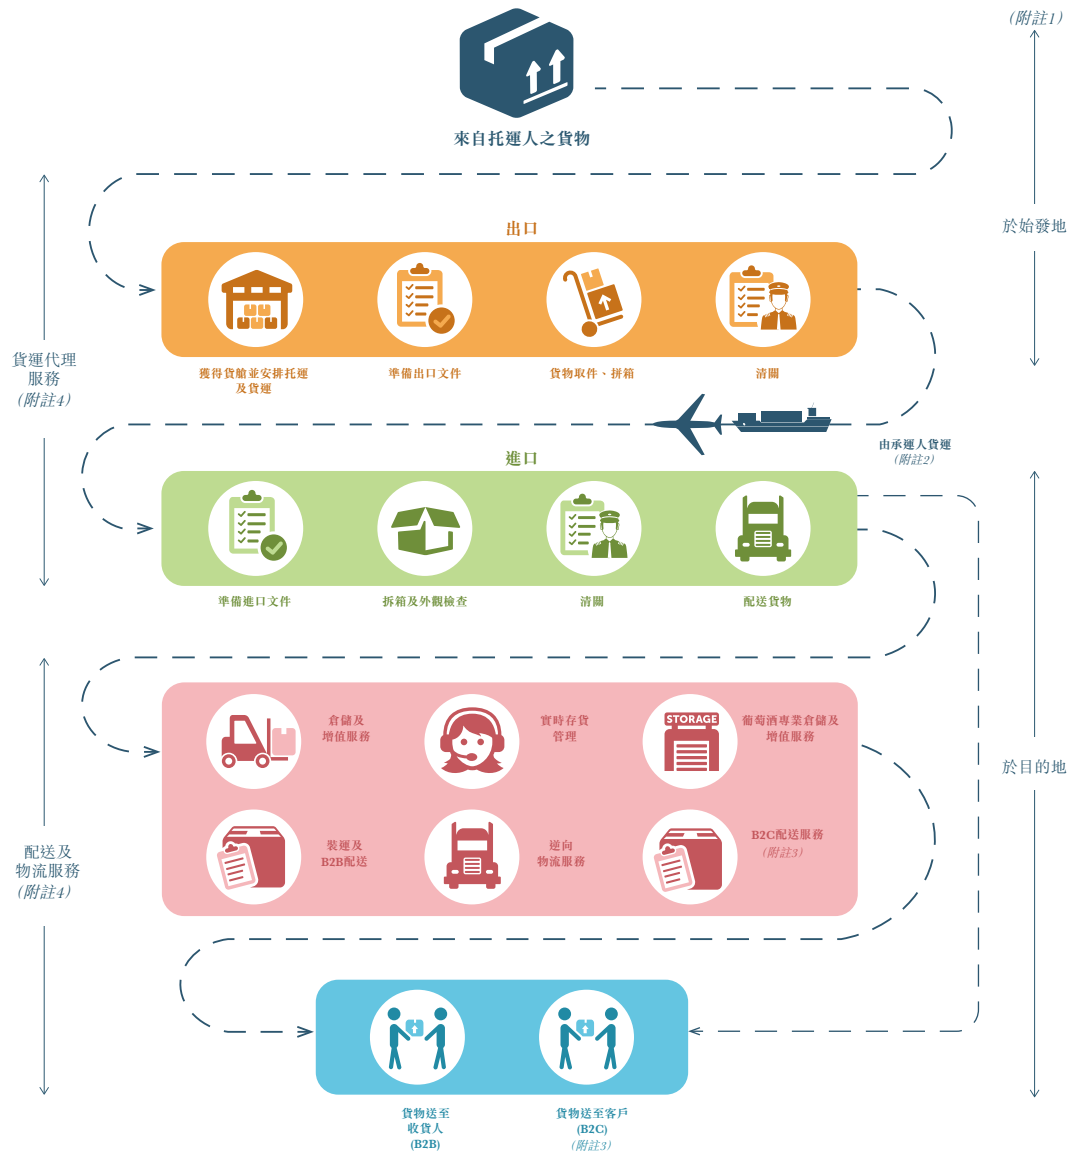 (附註1)
來自托運人之貨物
於始發地
出口
獲得貨艙並安排托運
及貨運
準備出口文件
貨物取件、拼箱
清關
貨運代理
服務
(附註4)
由承運人貨運
(附註2)
進口
準備進口文件
拆箱及外觀檢查
清關
配送貨物
於目的地
倉儲及
增值服務
實時存貨
管理
STORAGE
葡萄酒專業倉儲及
增值服務
裝運及
B2B配送
逆向
物流服務
B2C配送服務
(附註3)
配送及
物流服務
(附註4)
貨物送至
收貨人
(B2B)
貨物送至客戶
(B2C)
(附註3)